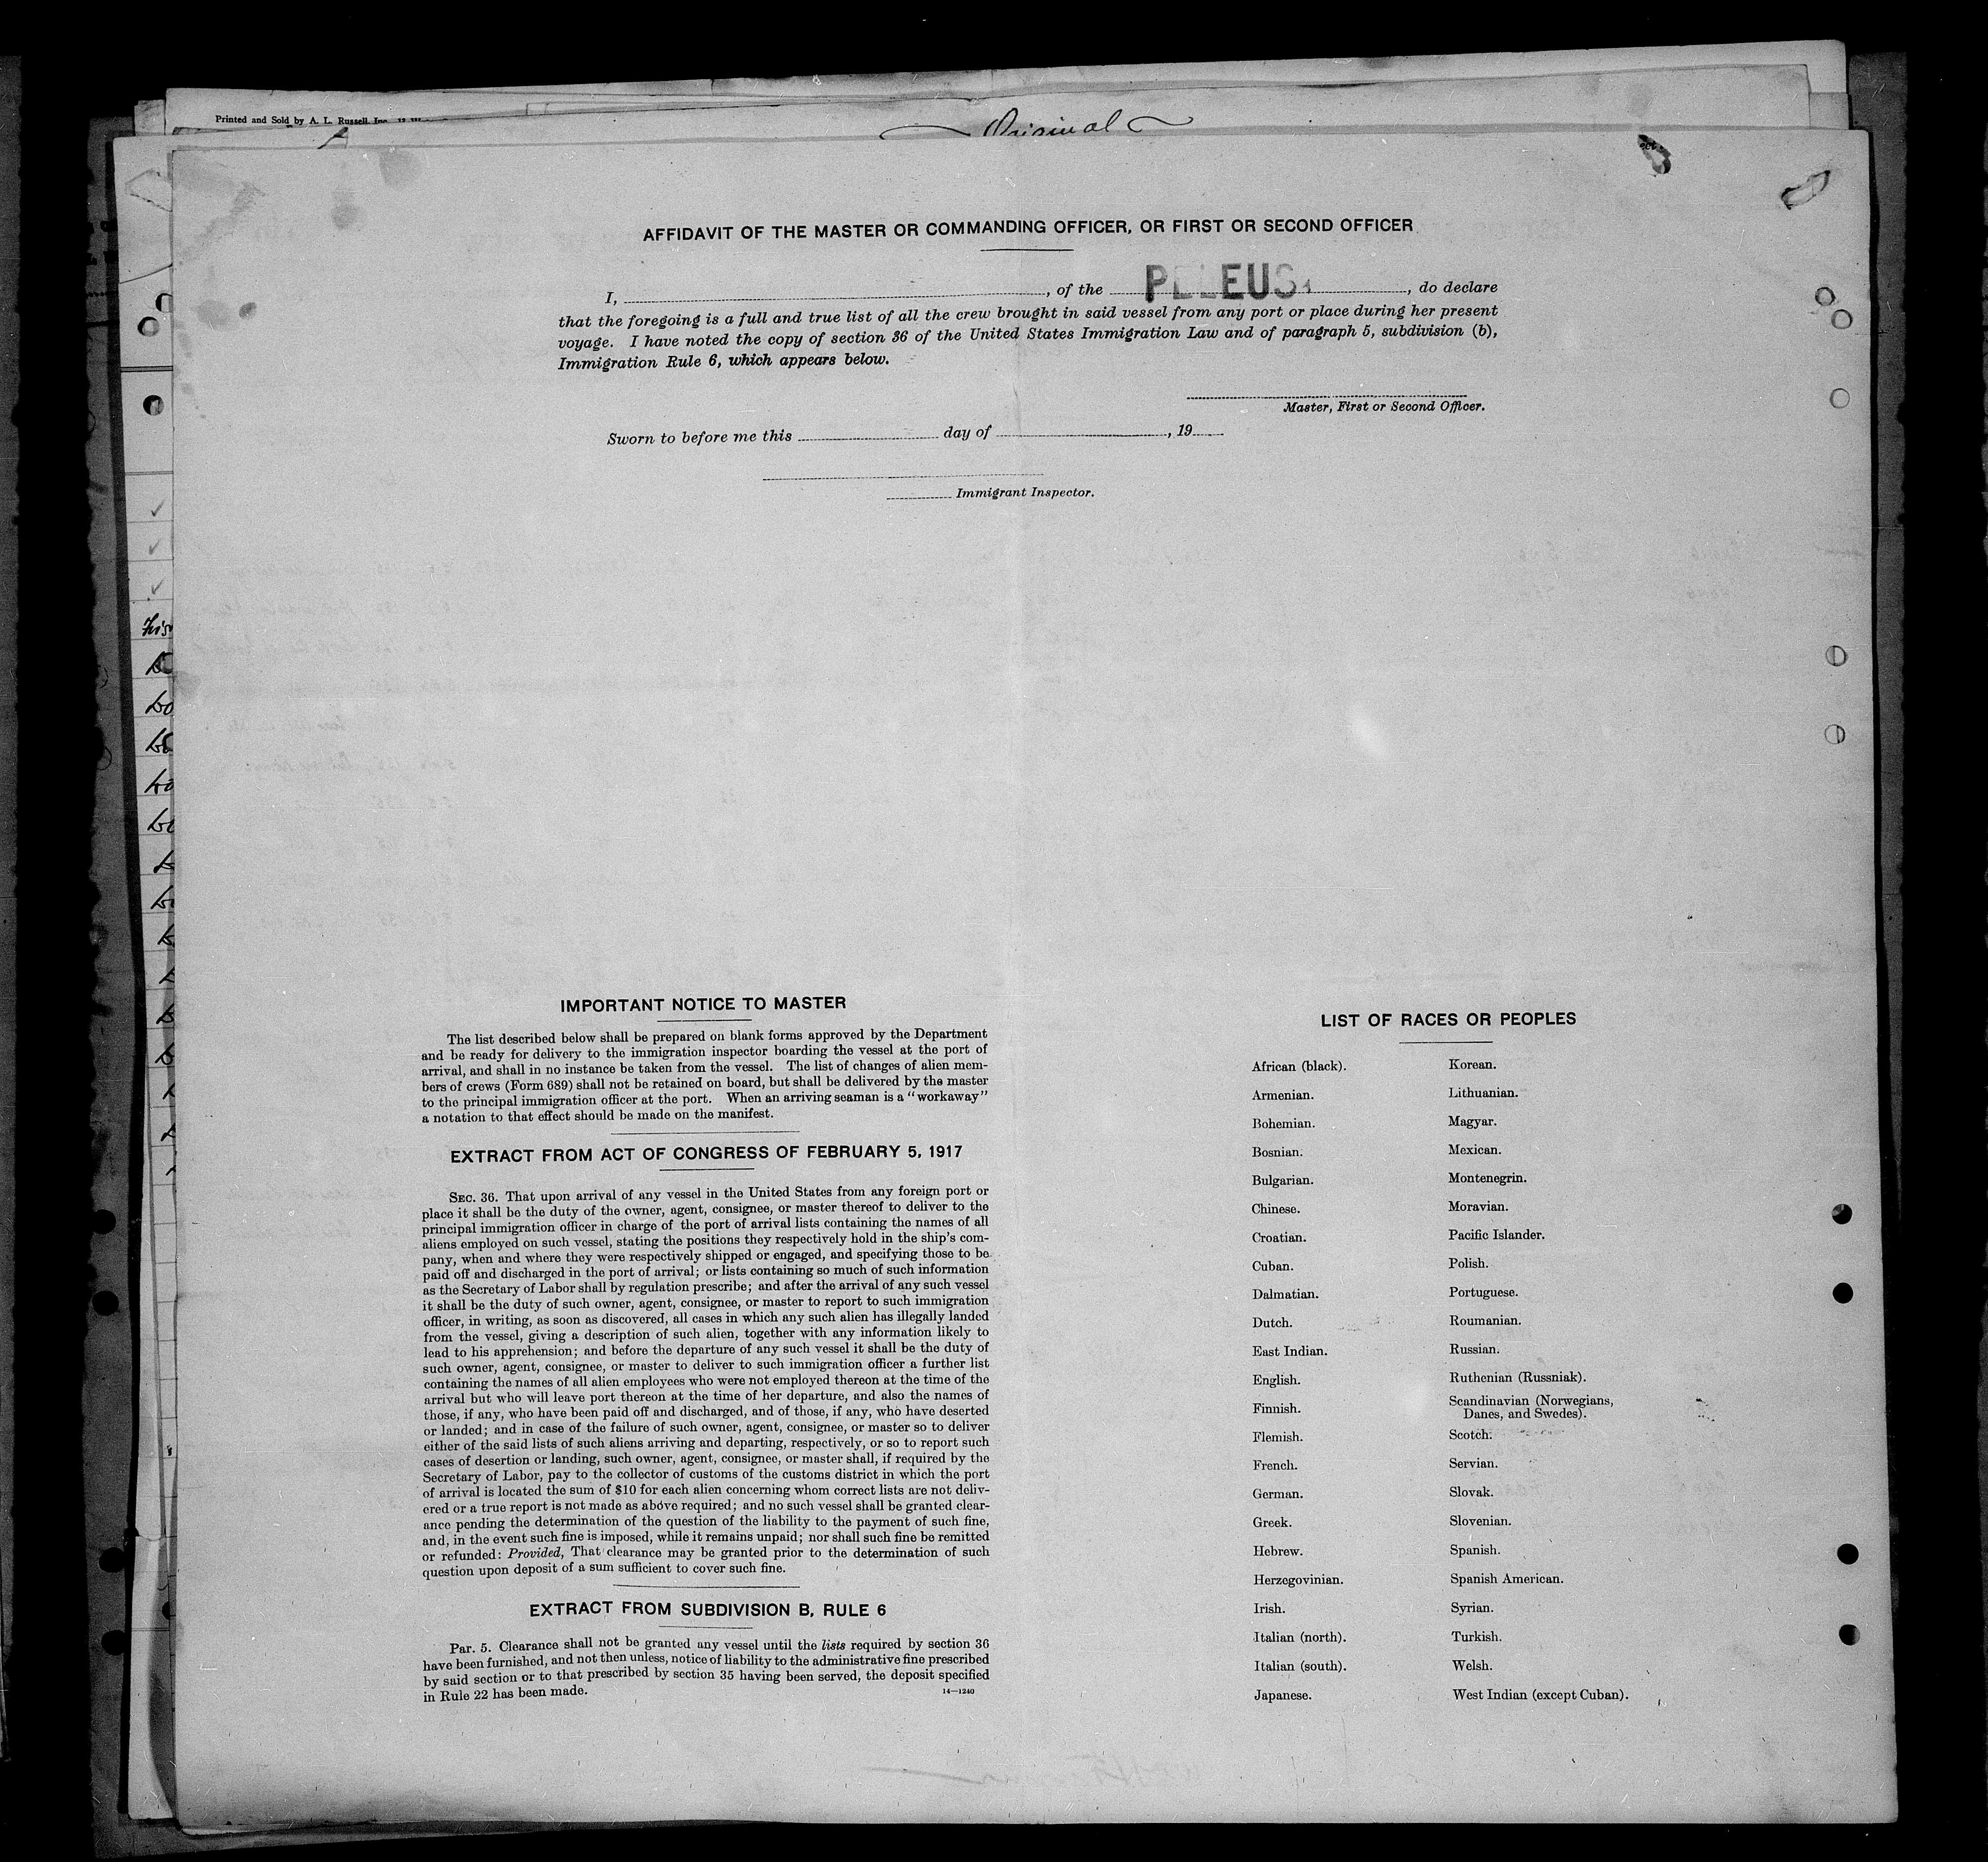 Printed and Sold by A. L. Russell, Inc.
Original
AFFIDAVIT OF THE MASTER OR COMMANDING OFFICER, OR FIRST OR SECOND OFFICER
I, , of the PELEUS , do declare
that the foregoing is a full and true list of all the crew brought in said vessel from any port or place during her present
voyage. I have noted the copy of section 36 of the United States Immigration Law and of paragraph 5, subdivision (b),
Immigration Rule 6, which appears below.
Master, First or Second Officer.
Sworn to before me this day of , 19
Immigrant Inspector.
IMPORTANT NOTICE TO MASTER
The list described below shall be prepared on blank forms approved by the Department
and be ready for delivery to the immigration inspector boarding the vessel at the port of
arrival, and shall in no instance be taken from the vessel. The list of changes of alien mem-
bers of crews (Form 689) shall not be retained on board, but shall be delivered by the master
to the principal immigration officer at the port. When an arriving seaman is a "workaway"
a notation to that effect should be made on the manifest.
EXTRACT FROM ACT OF CONGRESS OF FEBRUARY 5, 1917
SEC. 36. That upon arrival of any vessel in the United States from any foreign port or
place it shall be the duty of the owner, agent, consignee, or master thereof to deliver to the
principal immigration officer in charge of the port of arrival lists containing the names of all
aliens employed on such vessel, stating the positions they respectively hold in the ship's com-
pany, when and where they were respectively shipped or engaged, and specifying those to be
paid off and discharged in the port of arrival; or lists containing so much of such information
as the Secretary of Labor shall by regulation prescribe; and after the arrival of any such vessel
it shall be the duty of such owner, agent, consignee, or master to report to such immigration
officer, in writing, as soon as discovered, all cases in which any such alien has illegally landed
from the vessel, giving a description of such alien, together with any information likely to
lead to his apprehension; and before the departure of any such vessel it shall be the duty of
such owner, agent, consignee, or master to deliver to such immigration officer a further list
containing the names of all alien employees who were not employed thereon at the time of the
arrival but who will leave port thereon at the time of her departure, and also the names of
those, if any, who have been paid off and discharged, and of those, if any, who have deserted
or landed; and in case of the failure of such owner, agent, consignee, or master so to deliver
either of the said lists of such aliens arriving and departing, respectively, or so to report such
cases of desertion or landing, such owner, agent, consignee, or master shall, if required by the
Secretary of Labor, pay to the collector of customs of the customs district in which the port
of arrival is located the sum of $10 for each alien concerning whom correct lists are not deliv-
ered or a true report is not made as above required; and no such vessel shall be granted clear-
ance pending the determination of the question of the liability to the payment of such fine,
and, in the event such fine is imposed, while it remains unpaid; nor shall such fine be remitted
or refunded: Provided, That clearance may be granted prior to the determination of such
question upon deposit of a sum sufficient to cover such fine.
EXTRACT FROM SUBDIVISION B, RULE 6
Par. 5. Clearance shall not be granted any vessel until the lists required by section 36
have been furnished, and not then unless, notice of liability to the administrative fine prescribed
by said section or to that prescribed by section 35 having been served, the deposit specified
in Rule 22 has been made.
14—1240
LIST OF RACES OR PEOPLES
African (black).
Armenian.
Bohemian.
Bosnian.
Bulgarian.
Chinese.
Croatian.
Cuban.
Dalmatian.
Dutch.
East Indian.
English.
Finnish.
Flemish.
French.
German.
Greek.
Hebrew.
Herzegovinian.
Irish.
Italian (north).
Italian (south).
Japanese.
Korean.
Lithuanian.
Magyar.
Mexican.
Montenegrin.
Moravian.
Pacific Islander.
Polish.
Portuguese.
Roumanian.
Russian.
Ruthenian (Russniak).
Scandinavian (Norwegians,
Danes, and Swedes).
Scotch.
Servian.
Slovak.
Slovenian.
Spanish.
Spanish American.
Syrian.
Turkish.
Welsh.
West Indian (except Cuban).